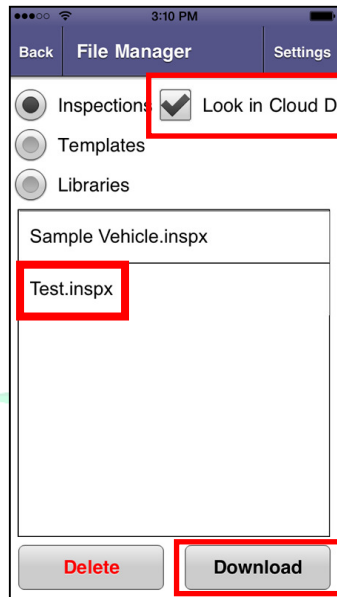 3:10 PM
Back File Manager Settings
Inspections Look in Cloud D
Templates
Libraries
Sample Vehicle.inspx
Test.inspx
Delete Download